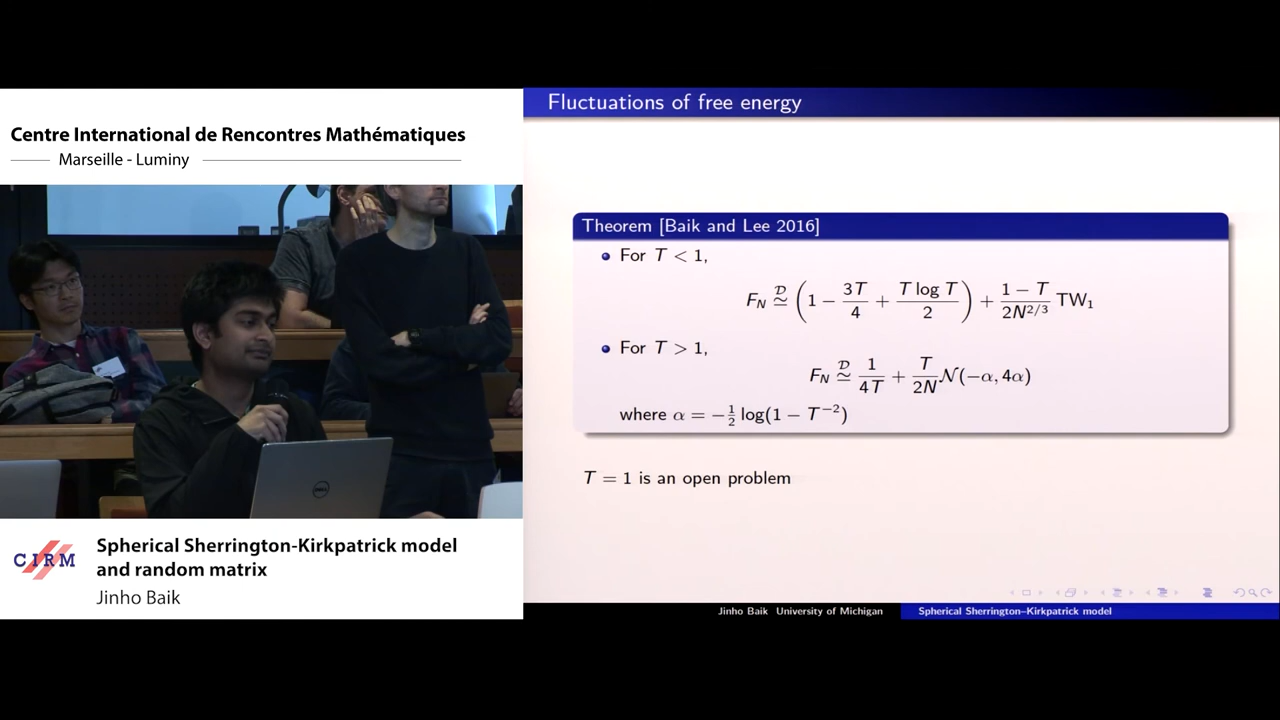 Centre International de Rencontres Mathématiques
Marseille - Luminy
CIRM
Spherical Sherrington-Kirkpatrick model
and random matrix
Jinho Baik
DELL
Fluctuations of free energy
Theorem [Baik and Lee 2016]
• For T < 1,
F_N ≃^D (1 − 3T/4 + T log T/2) + (1 − T)/(2N^{2/3}) TW₁
• For T > 1,
F_N ≃^D 1/(4T) + T/(2N) 𝒩(−α, 4α)
where α = −½ log(1 − T⁻²)
T = 1 is an open problem
Jinho Baik University of Michigan
Spherical Sherrington–Kirkpatrick model